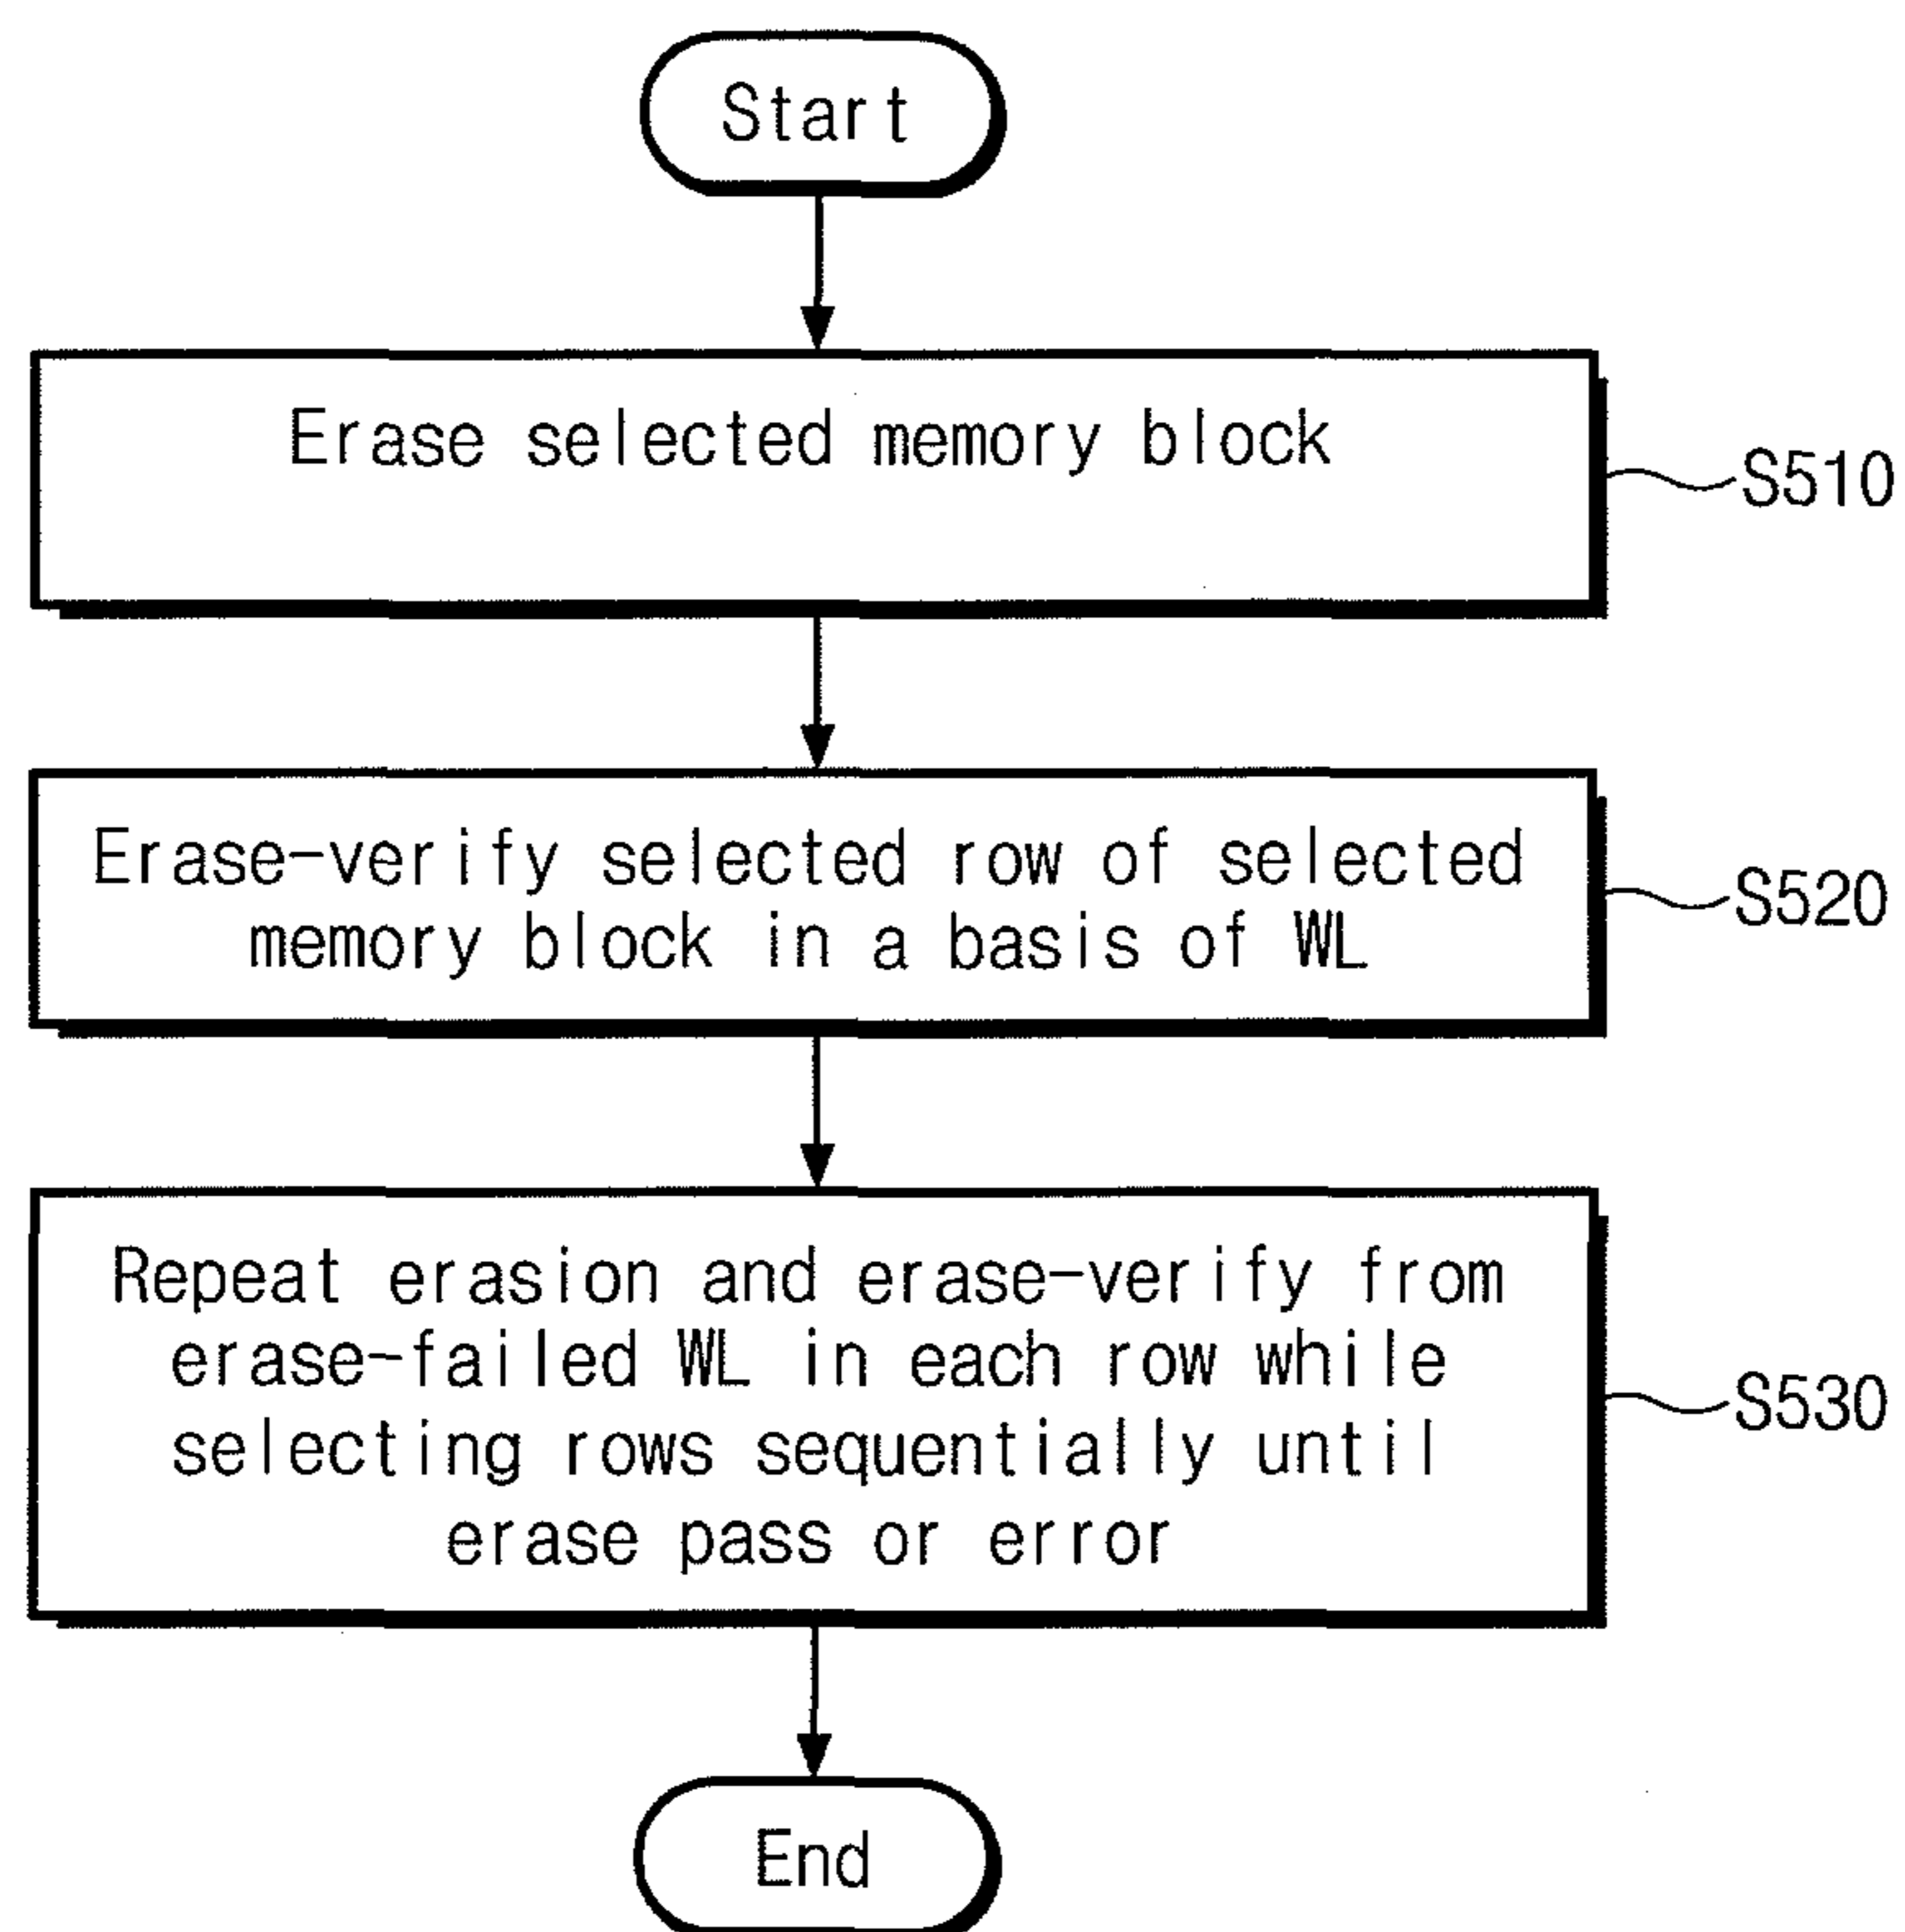 Start
Erase selected memory block
S510
Erase-verify selected row of selected
memory block in a basis of WL
S520
Repeat erasion and erase-verify from
erase-failed WL in each row while
selecting rows sequentially until
erase pass or error
S530
End